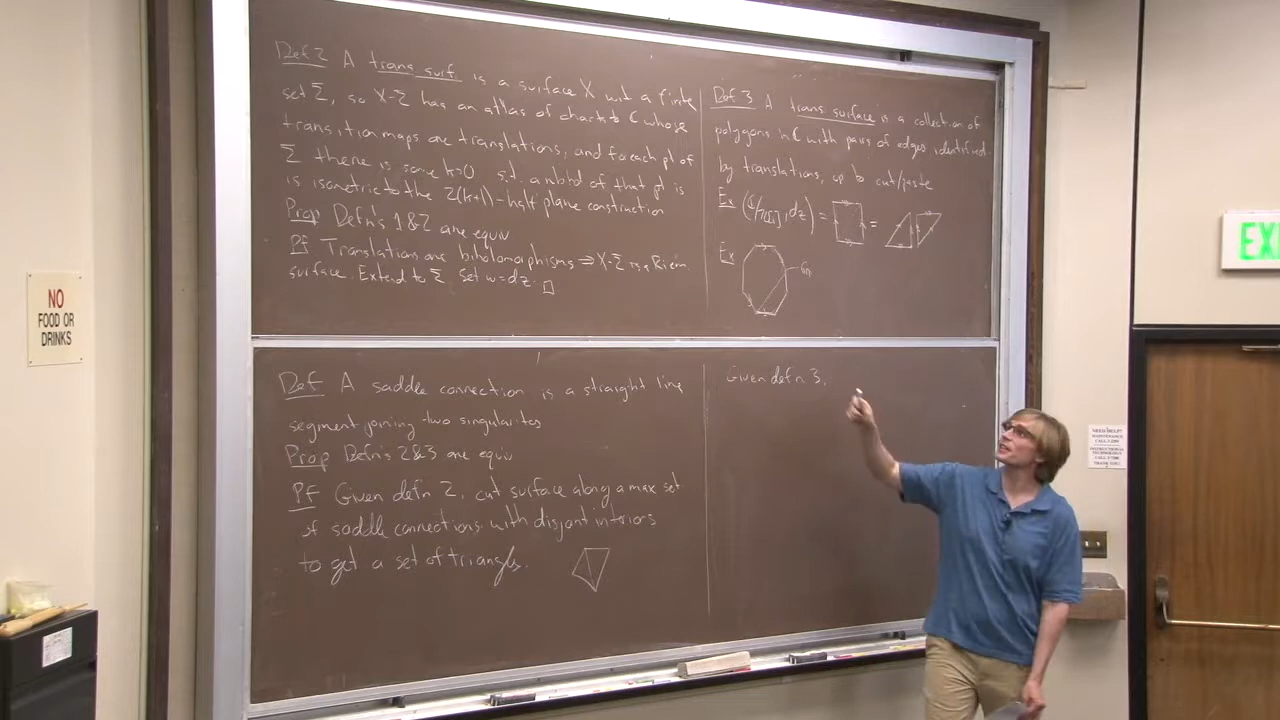 Def 2 A trans surf is a surface X wit a finite
set Σ, so X-Σ has an atlas of charts to C whose
transition maps are translations, and for each pt of
Σ there is some k>0 s.t. a nbhd of that pt is
is isometric to the 2(k+1)-half plane construction
Prop Defn's 1&2 are equiv
Pf Translations are biholomorphisms ⇒ X-Σ is a Riem.
surface. Extend to Σ. Set w=dz. □
Def 3 A trans surface is a collection of
polygons in C with pairs of edges identified
by translations, up to cut/paste
Ex (C/Z[i], dz) = =
Ex
Def A saddle connection is a straight line
segment joining two singularites
Prop Defn's 2&3 are equiv
Pf Given defn 2, cut surface along a max set
of saddle connections with disjoint interiors
to get a set of triangles.
Given defn 3,
NO
FOOD OR
DRINKS
EXI
NEED HELP?